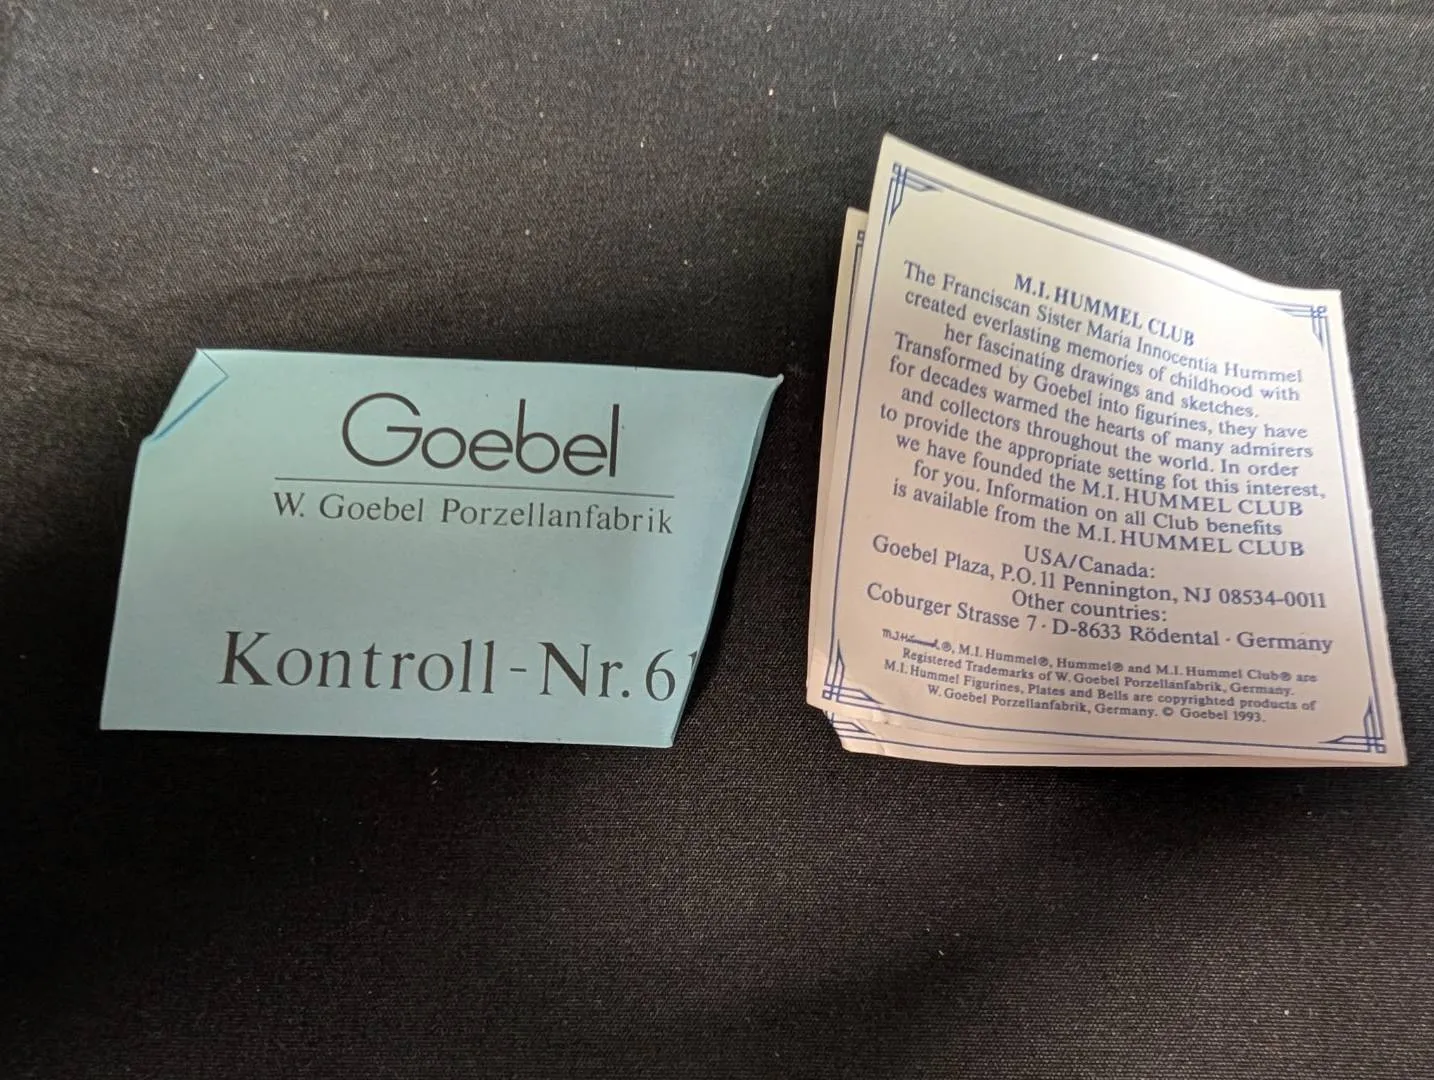 Goebel
W. Goebel Porzellanfabrik
Kontroll-Nr. 61
M.I. HUMMEL CLUB
The Franciscan Sister Maria Innocentia Hummel
created everlasting memories of childhood with
her fascinating drawings and sketches.
Transformed by Goebel into figurines, they have
for decades warmed the hearts of many admirers
and collectors throughout the world. In order
to provide the appropriate setting fot this interest,
we have founded the M.I. HUMMEL CLUB
for you. Information on all Club benefits
is available from the M.I. HUMMEL CLUB
USA/Canada:
Goebel Plaza, P.O. 11 Pennington, NJ 08534-0011
Other countries:
Coburger Strasse 7 · D-8633 Rödental · Germany
M.I. Hummel®, M.I. Hummel®, Hummel® and M.I. Hummel Club® are
Registered Trademarks of W. Goebel Porzellanfabrik, Germany.
M.I. Hummel Figurines, Plates and Bells are copyrighted products of
W. Goebel Porzellanfabrik, Germany. © Goebel 1993.